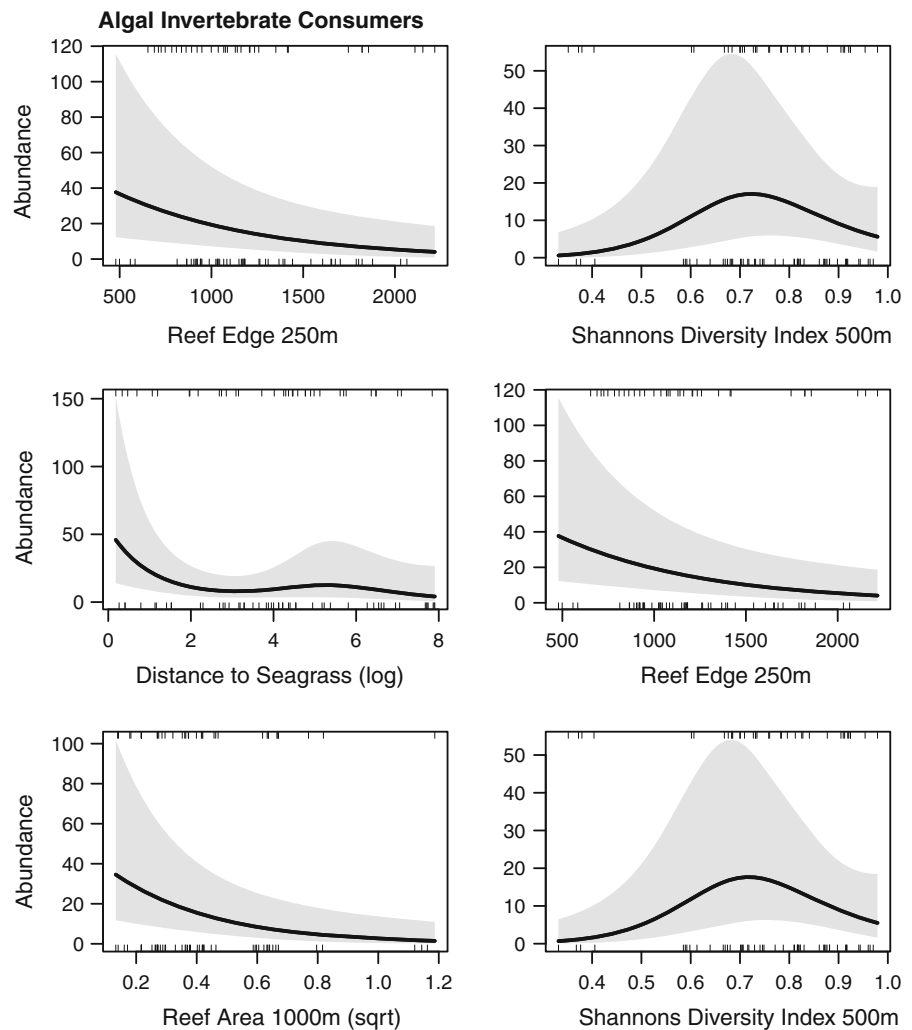 Algal Invertebrate Consumers
Abundance
120
100
80
60
40
20
0
500 1000 1500 2000
Reef Edge 250m
50
40
30
20
10
0
0.4 0.5 0.6 0.7 0.8 0.9 1.0
Shannons Diversity Index 500m
Abundance
150
100
50
0
0 2 4 6 8
Distance to Seagrass (log)
120
100
80
60
40
20
0
500 1000 1500 2000
Reef Edge 250m
Abundance
100
80
60
40
20
0
0.2 0.4 0.6 0.8 1.0 1.2
Reef Area 1000m (sqrt)
50
40
30
20
10
0
0.4 0.5 0.6 0.7 0.8 0.9 1.0
Shannons Diversity Index 500m